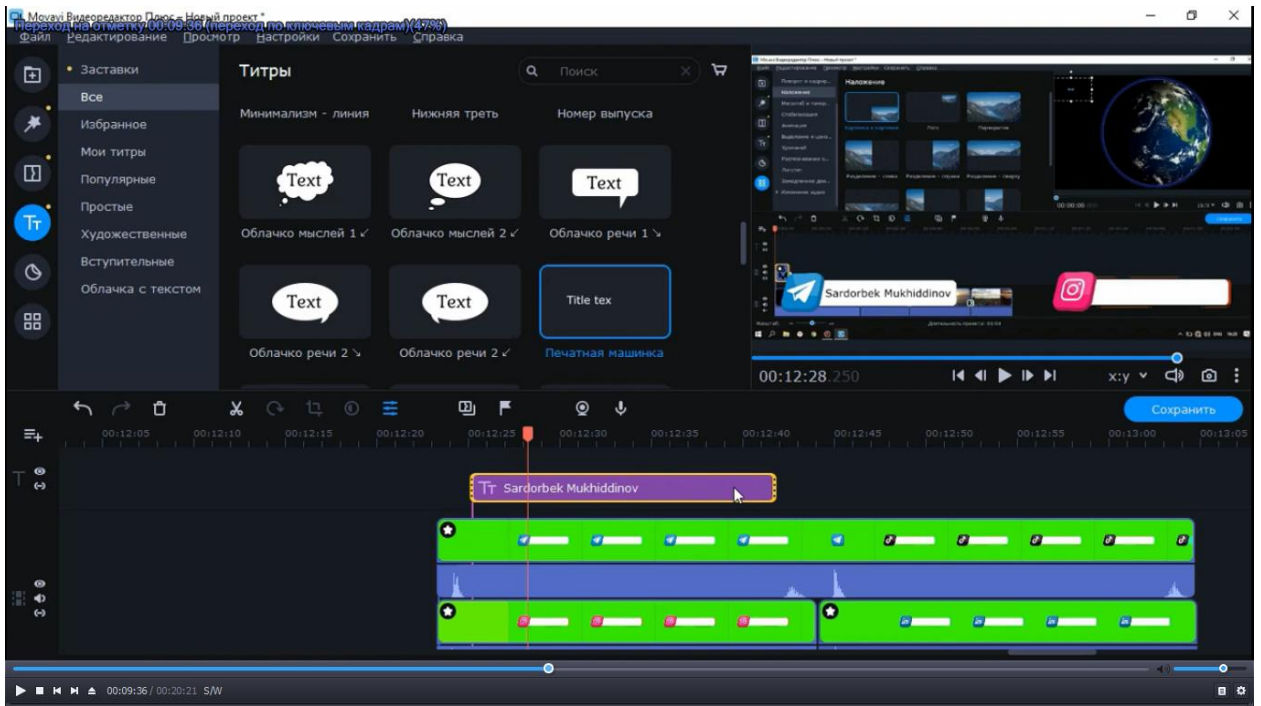 Movavi Видеоредактор Плюс – Новый проект *
Переход на отметку 00:09:36 (переход по ключевым кадрам)(47%)
Файл Редактирование Просмотр Настройки Сохранить Справка
Заставки
Все
Избранное
Мои титры
Популярные
Простые
Художественные
Вступительные
Облачка с текстом
Титры
Поиск
Минимализм - линия Нижняя треть Номер выпуска
Text Text Text
Облачко мыслей 1 ↙ Облачко мыслей 2 ↙ Облачко речи 1 ↘
Text Text Title tex
Облачко речи 2 ↘ Облачко речи 2 ↙ Печатная машинка
Наложение
Sardorbek Mukhiddinov
00:00:06
00:12:28.250
x:y
Сохранить
00:12:05 00:12:10 00:12:15 00:12:20 00:12:25 00:12:30 00:12:35 00:12:40 00:12:45 00:12:50 00:12:55 00:13:00 00:13:05
Tт Sardorbek Mukhiddinov
00:09:36 / 00:20:21 S/W